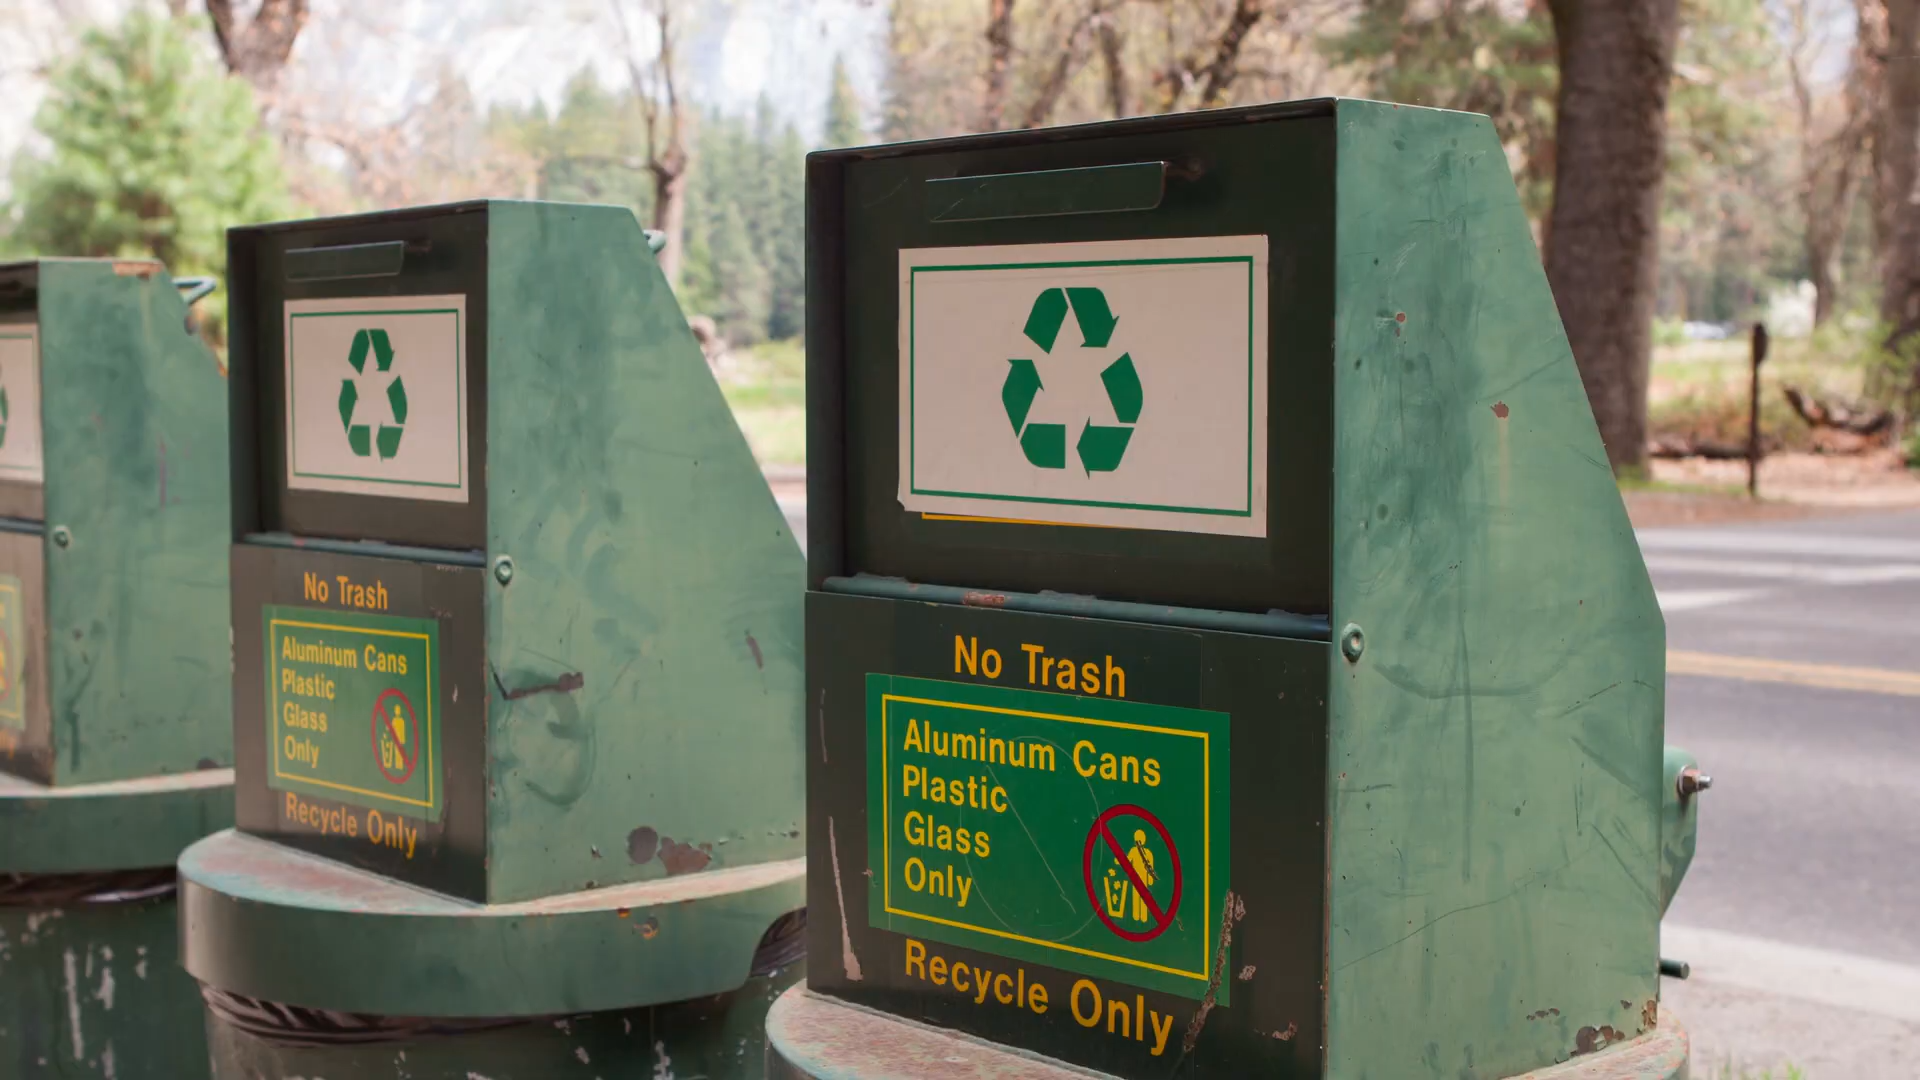 No Trash
Aluminum Cans
Plastic
Glass
Only
Recycle Only
No Trash
Aluminum Cans
Plastic
Glass
Only
Recycle Only